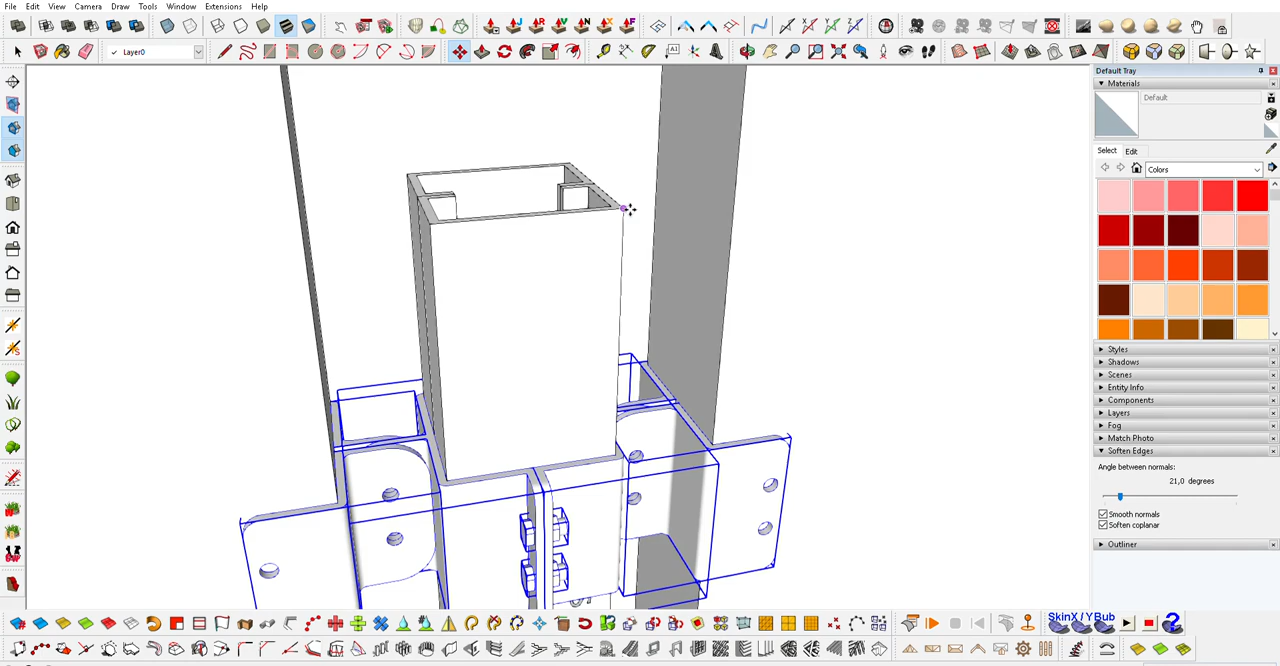 File Edit View Camera Draw Tools Window Extensions Help
Layer0
A1
Default Tray
Materials
Default
Select Edit
Colors
Styles
Shadows
Scenes
Entity Info
Components
Layers
Fog
Match Photo
Soften Edges
Angle between normals:
21,0 degrees
Smooth normals
Soften coplanar
Outliner
SkinX / YBub